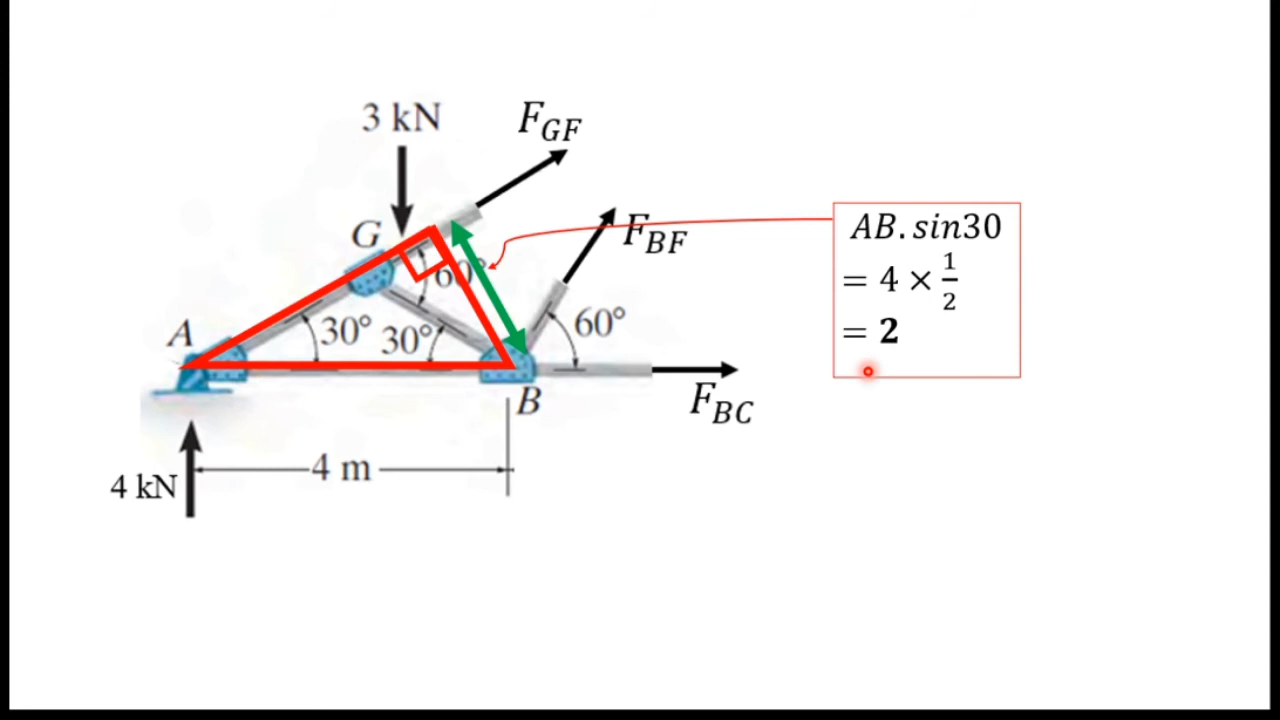 3 kN
F_GF
G
F_BF
60°
A
30°
30°
60°
B
F_BC
4 m
4 kN
AB. sin30
= 4 × 1/2
= 2